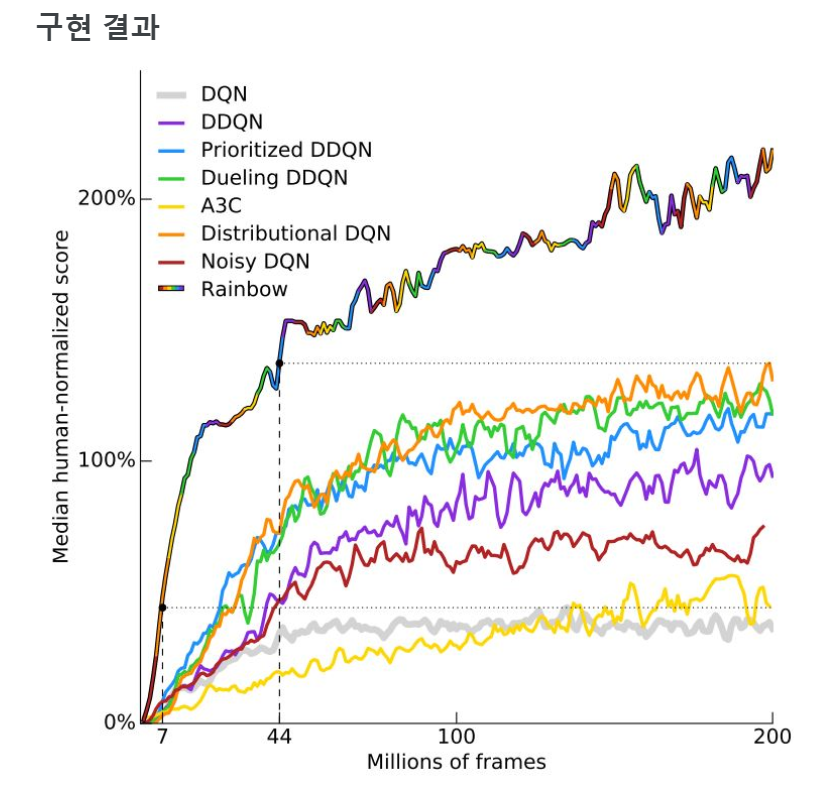 구현 결과
DQN
DDQN
Prioritized DDQN
Dueling DDQN
A3C
Distributional DQN
Noisy DQN
Rainbow
200%
100%
0%
Median human-normalized score
7
44
100
200
Millions of frames